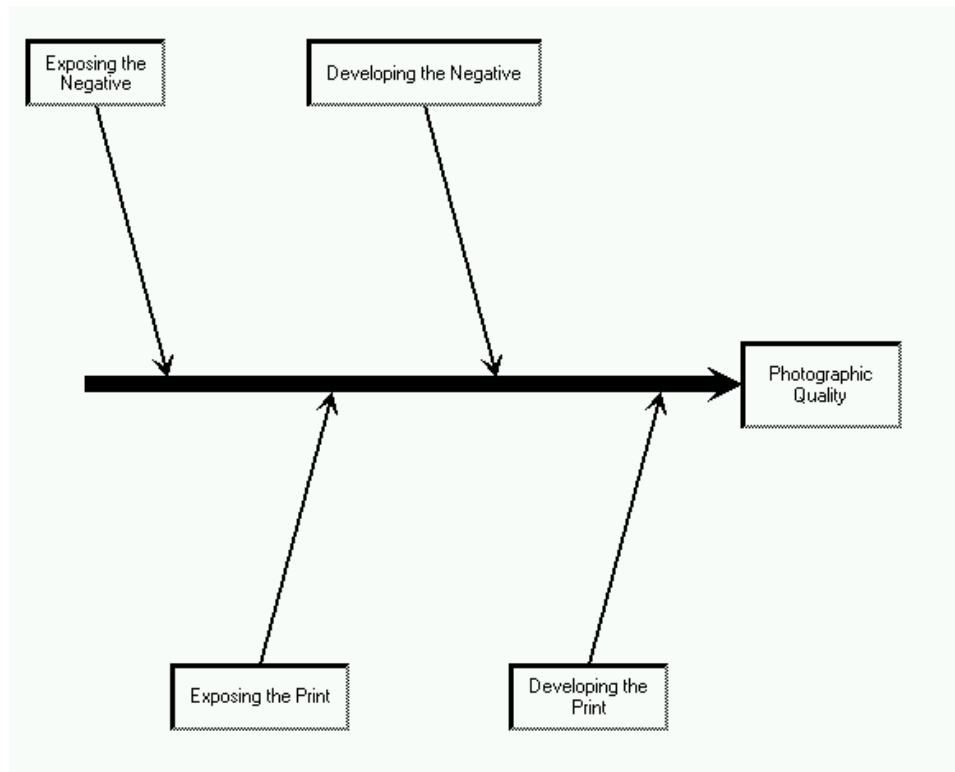 Exposing the
Negative
Developing the Negative
Photographic
Quality
Exposing the Print
Developing the
Print